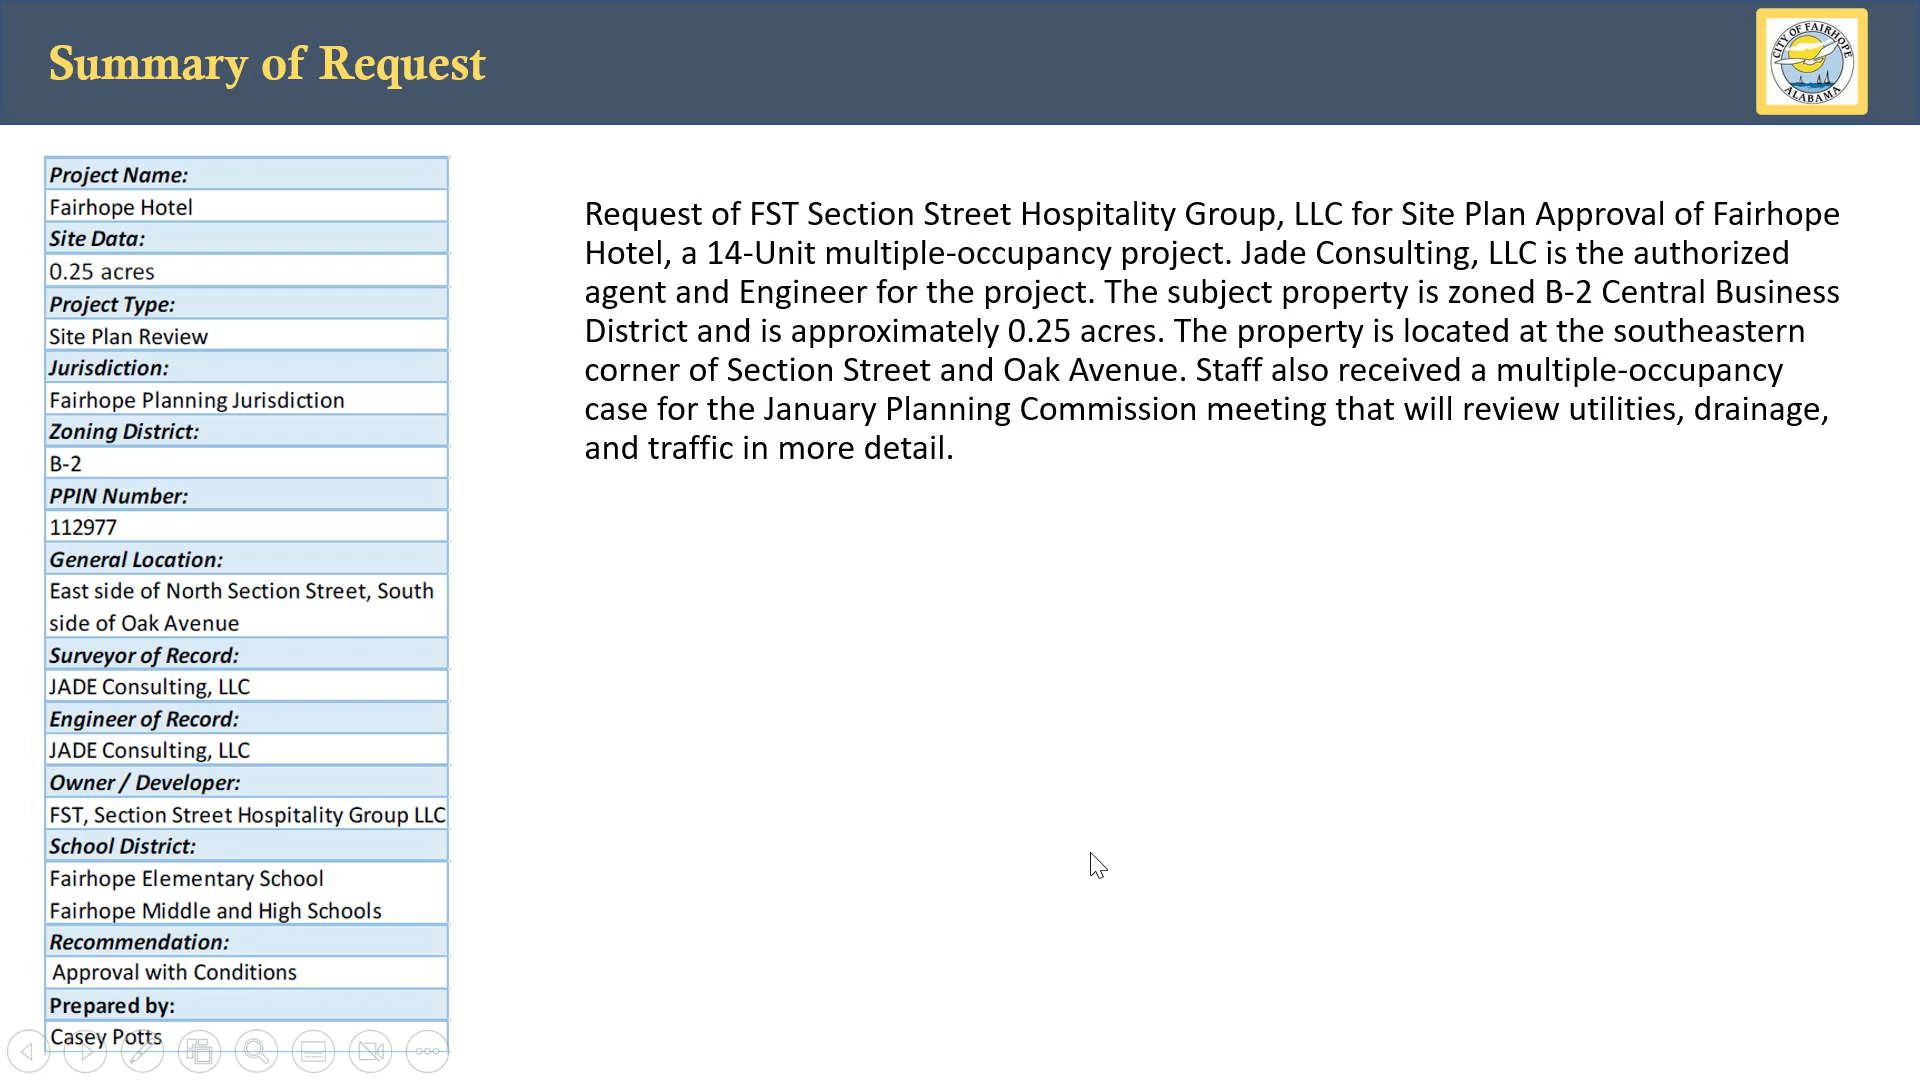 Summary of Request
CITY OF FAIRHOPE
ALABAMA
Project Name:
Fairhope Hotel
Site Data:
0.25 acres
Project Type:
Site Plan Review
Jurisdiction:
Fairhope Planning Jurisdiction
Zoning District:
B-2
PPIN Number:
112977
General Location:
East side of North Section Street, South
side of Oak Avenue
Surveyor of Record:
JADE Consulting, LLC
Engineer of Record:
JADE Consulting, LLC
Owner / Developer:
FST, Section Street Hospitality Group LLC
School District:
Fairhope Elementary School
Fairhope Middle and High Schools
Recommendation:
Approval with Conditions
Prepared by:
Casey Potts
Request of FST Section Street Hospitality Group, LLC for Site Plan Approval of Fairhope
Hotel, a 14-Unit multiple-occupancy project. Jade Consulting, LLC is the authorized
agent and Engineer for the project. The subject property is zoned B-2 Central Business
District and is approximately 0.25 acres. The property is located at the southeastern
corner of Section Street and Oak Avenue. Staff also received a multiple-occupancy
case for the January Planning Commission meeting that will review utilities, drainage,
and traffic in more detail.